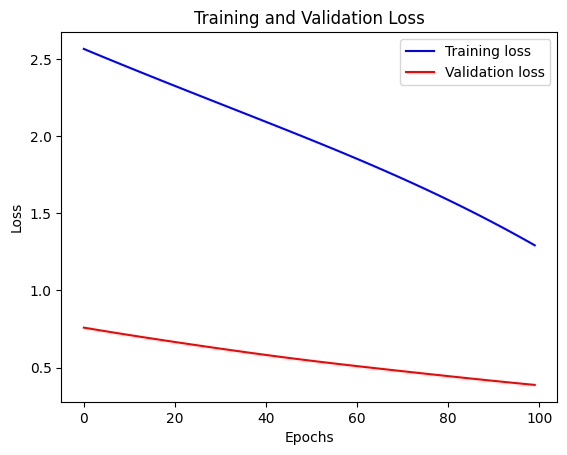 Training and Validation Loss
Training loss
Validation loss
Loss
2.5
2.0
1.5
1.0
0.5
0
20
40
60
80
100
Epochs